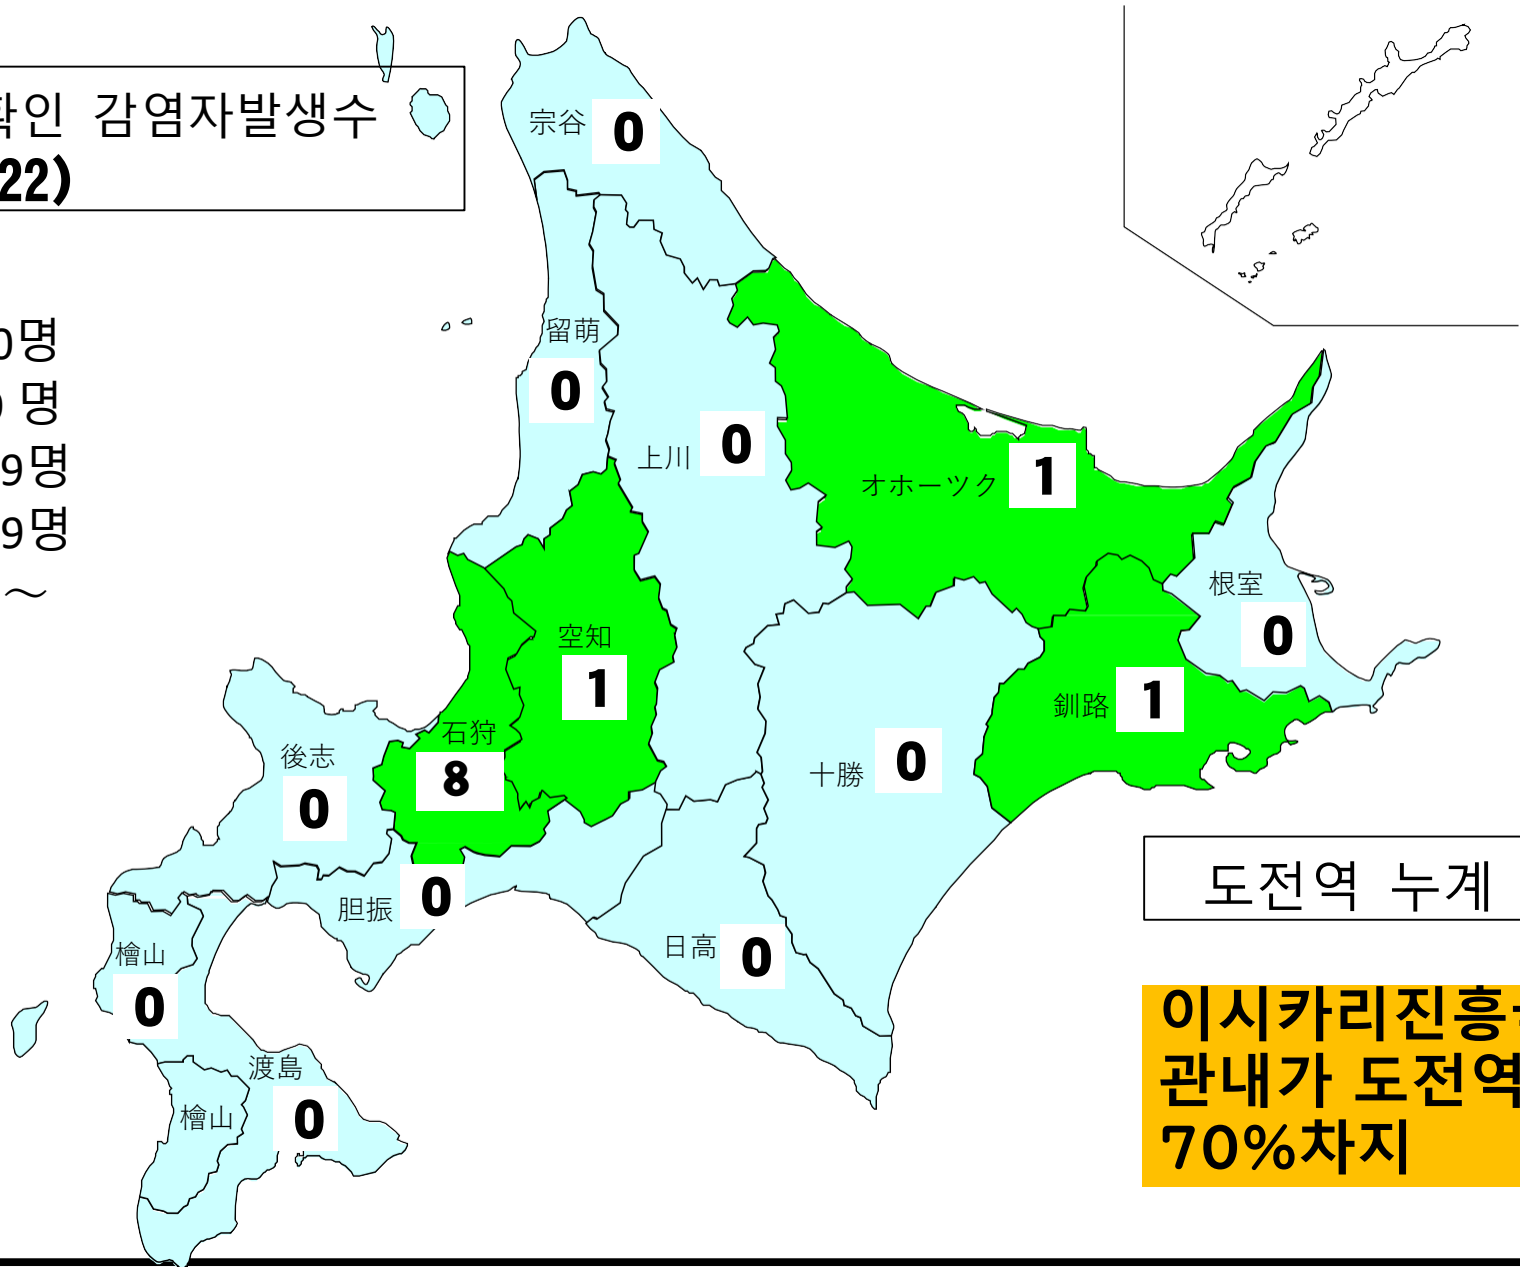 확인 감염자발생수
22)
0명
명
9명
9명
～
宗谷
0
留萌
0
上川
0
オホーツク
1
根室
0
空知
1
釧路
1
石狩
8
後志
0
十勝
0
胆振
0
日高
0
檜山
0
渡島
0
檜山
도전역 누계
이시카리진흥
관내가 도전역
70%차지